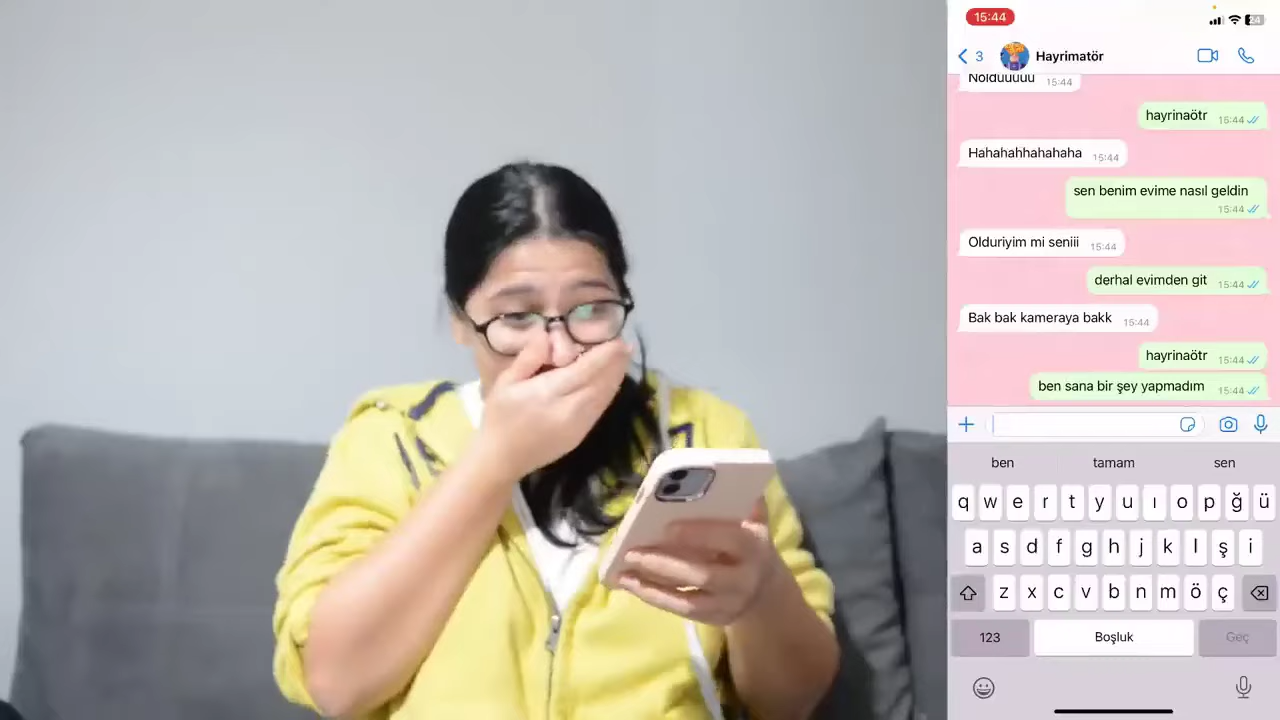 15:44
24
3
Hayrimatör
Nolduuuuu 15:44
hayrinaötr 15:44
Hahahahhahahaha 15:44
sen benim evime nasıl geldin
15:44
Olduriyim mi seniii 15:44
derhal evimden git 15:44
Bak bak kameraya bakk 15:44
hayrinaötr 15:44
ben sana bir şey yapmadım 15:44
ben tamam sen
q w e r t y u ı o p ğ ü
a s d f g h j k l ş i
z x c v b n m ö ç
123 Boşluk Geç